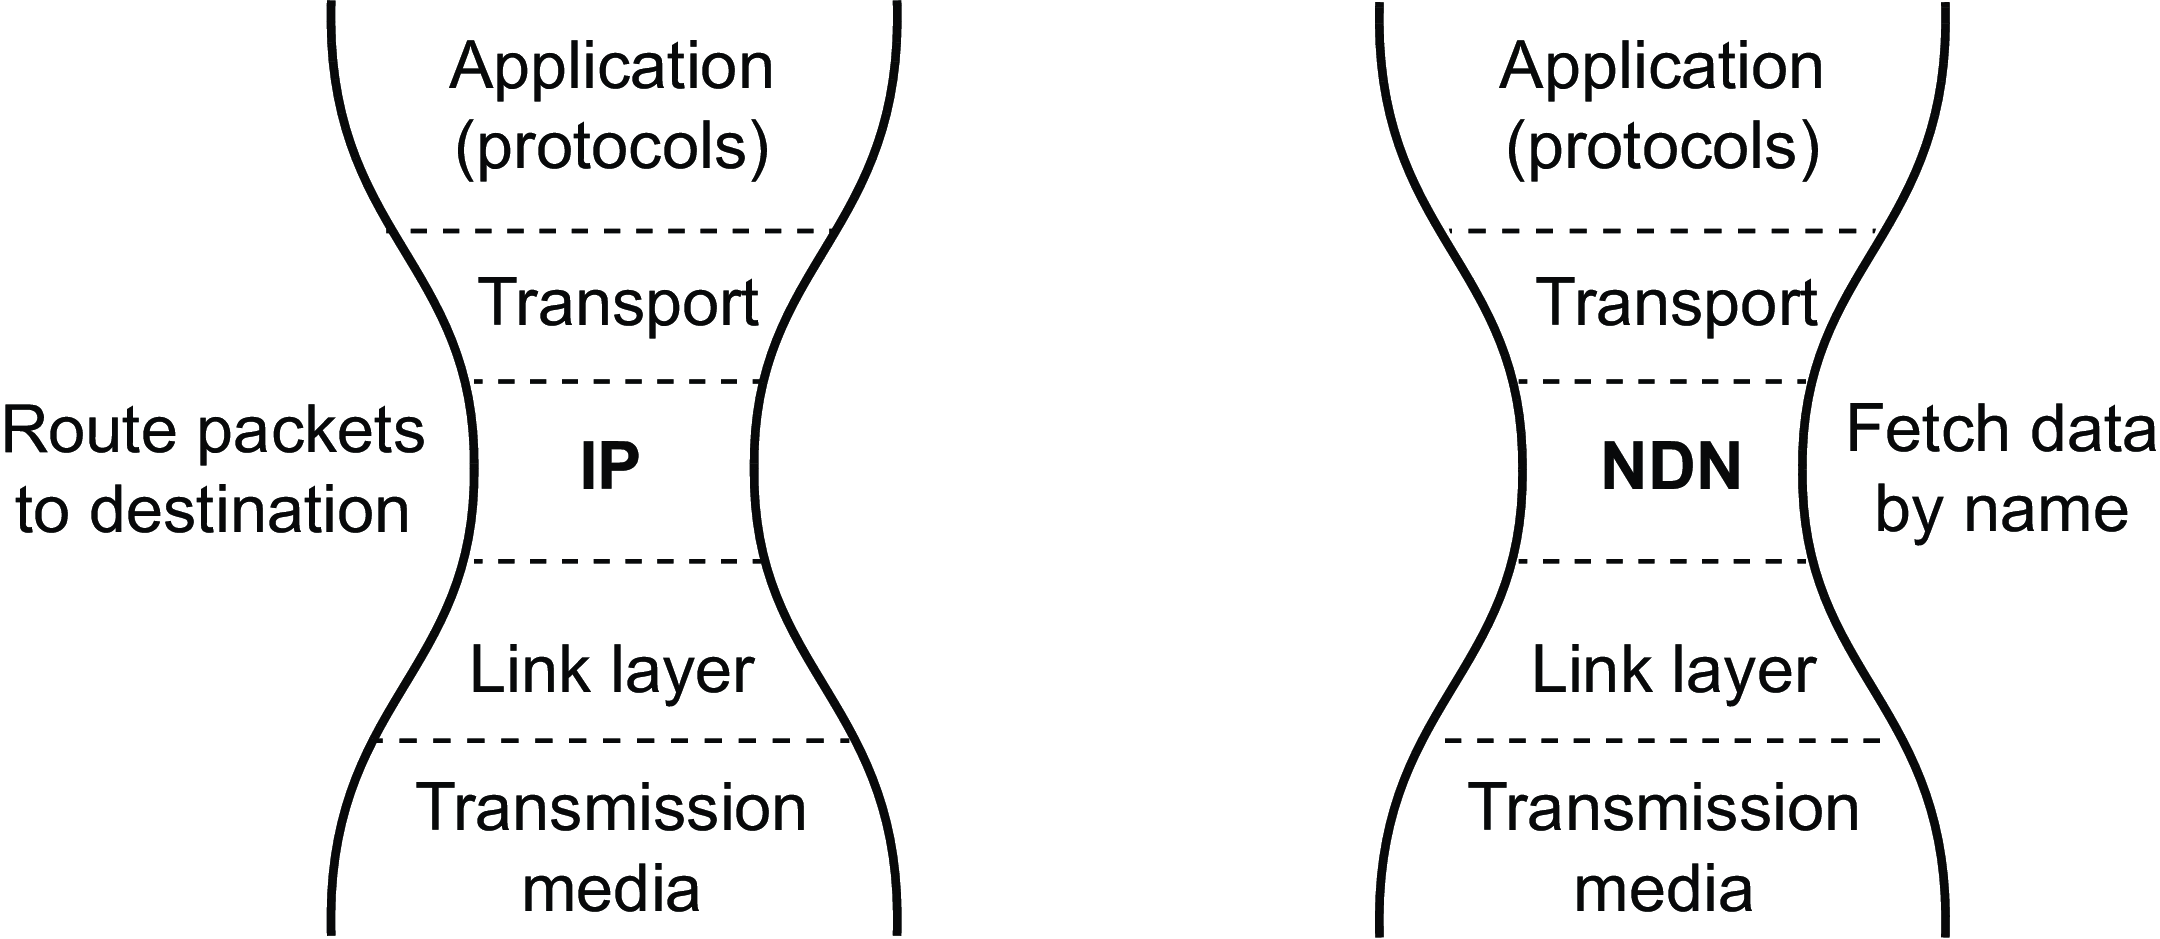 Application
(protocols)
Transport
Route packets
to destination
IP
Link layer
Transmission
media
Application
(protocols)
Transport
NDN
Fetch data
by name
Link layer
Transmission
media